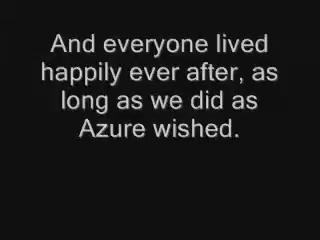 And everyone lived
happily ever after, as
long as we did as
Azure wished.